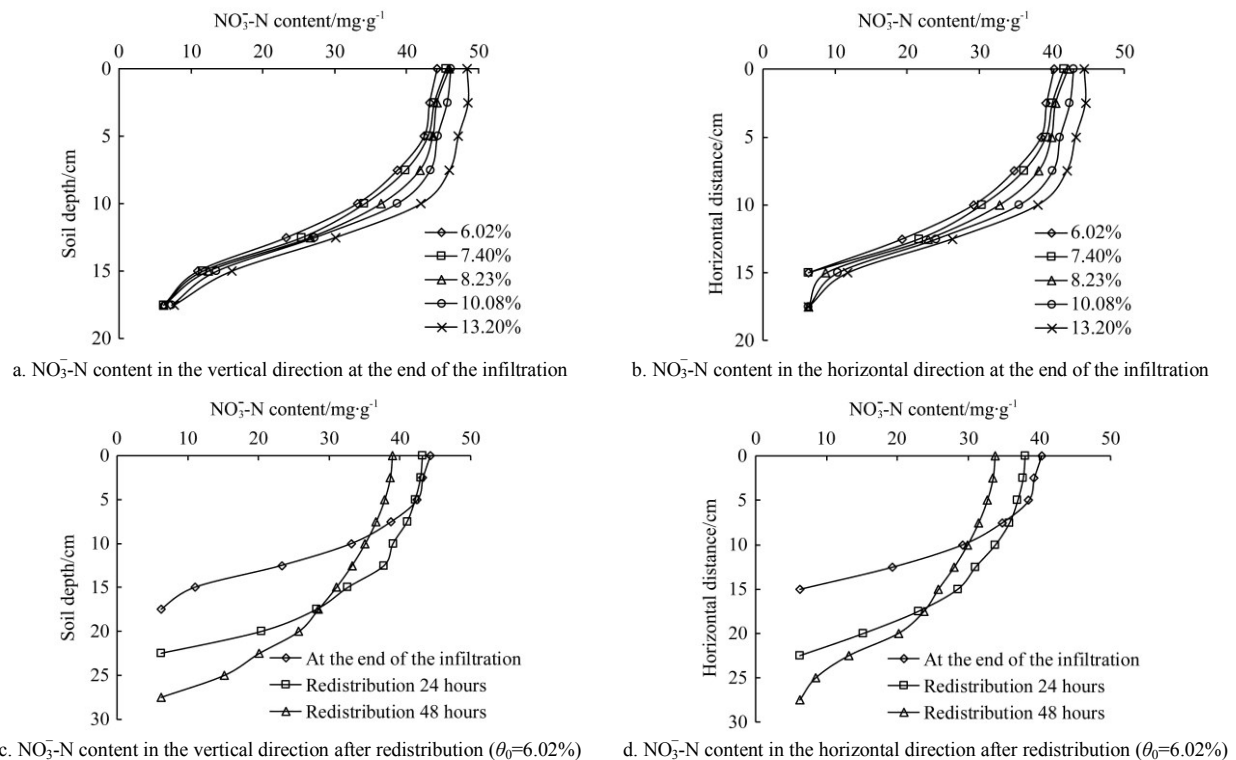 NO₃⁻-N content/mg·g⁻¹
0 10 20 30 40 50
0
5
10
15
20
Soil depth/cm
6.02%
7.40%
8.23%
10.08%
13.20%
a. NO₃⁻-N content in the vertical direction at the end of the infiltration
NO₃⁻-N content/mg·g⁻¹
0 10 20 30 40 50
0
5
10
15
20
Horizontal distance/cm
6.02%
7.40%
8.23%
10.08%
13.20%
b. NO₃⁻-N content in the horizontal direction at the end of the infiltration
NO₃⁻-N content/mg·g⁻¹
0 10 20 30 40 50
0
5
10
15
20
25
30
Soil depth/cm
At the end of the infiltration
Redistribution 24 hours
Redistribution 48 hours
c. NO₃⁻-N content in the vertical direction after redistribution (θ₀=6.02%)
NO₃⁻-N content/mg·g⁻¹
0 10 20 30 40 50
0
5
10
15
20
25
30
Horizontal distance/cm
At the end of the infiltration
Redistribution 24 hours
Redistribution 48 hours
d. NO₃⁻-N content in the horizontal direction after redistribution (θ₀=6.02%)